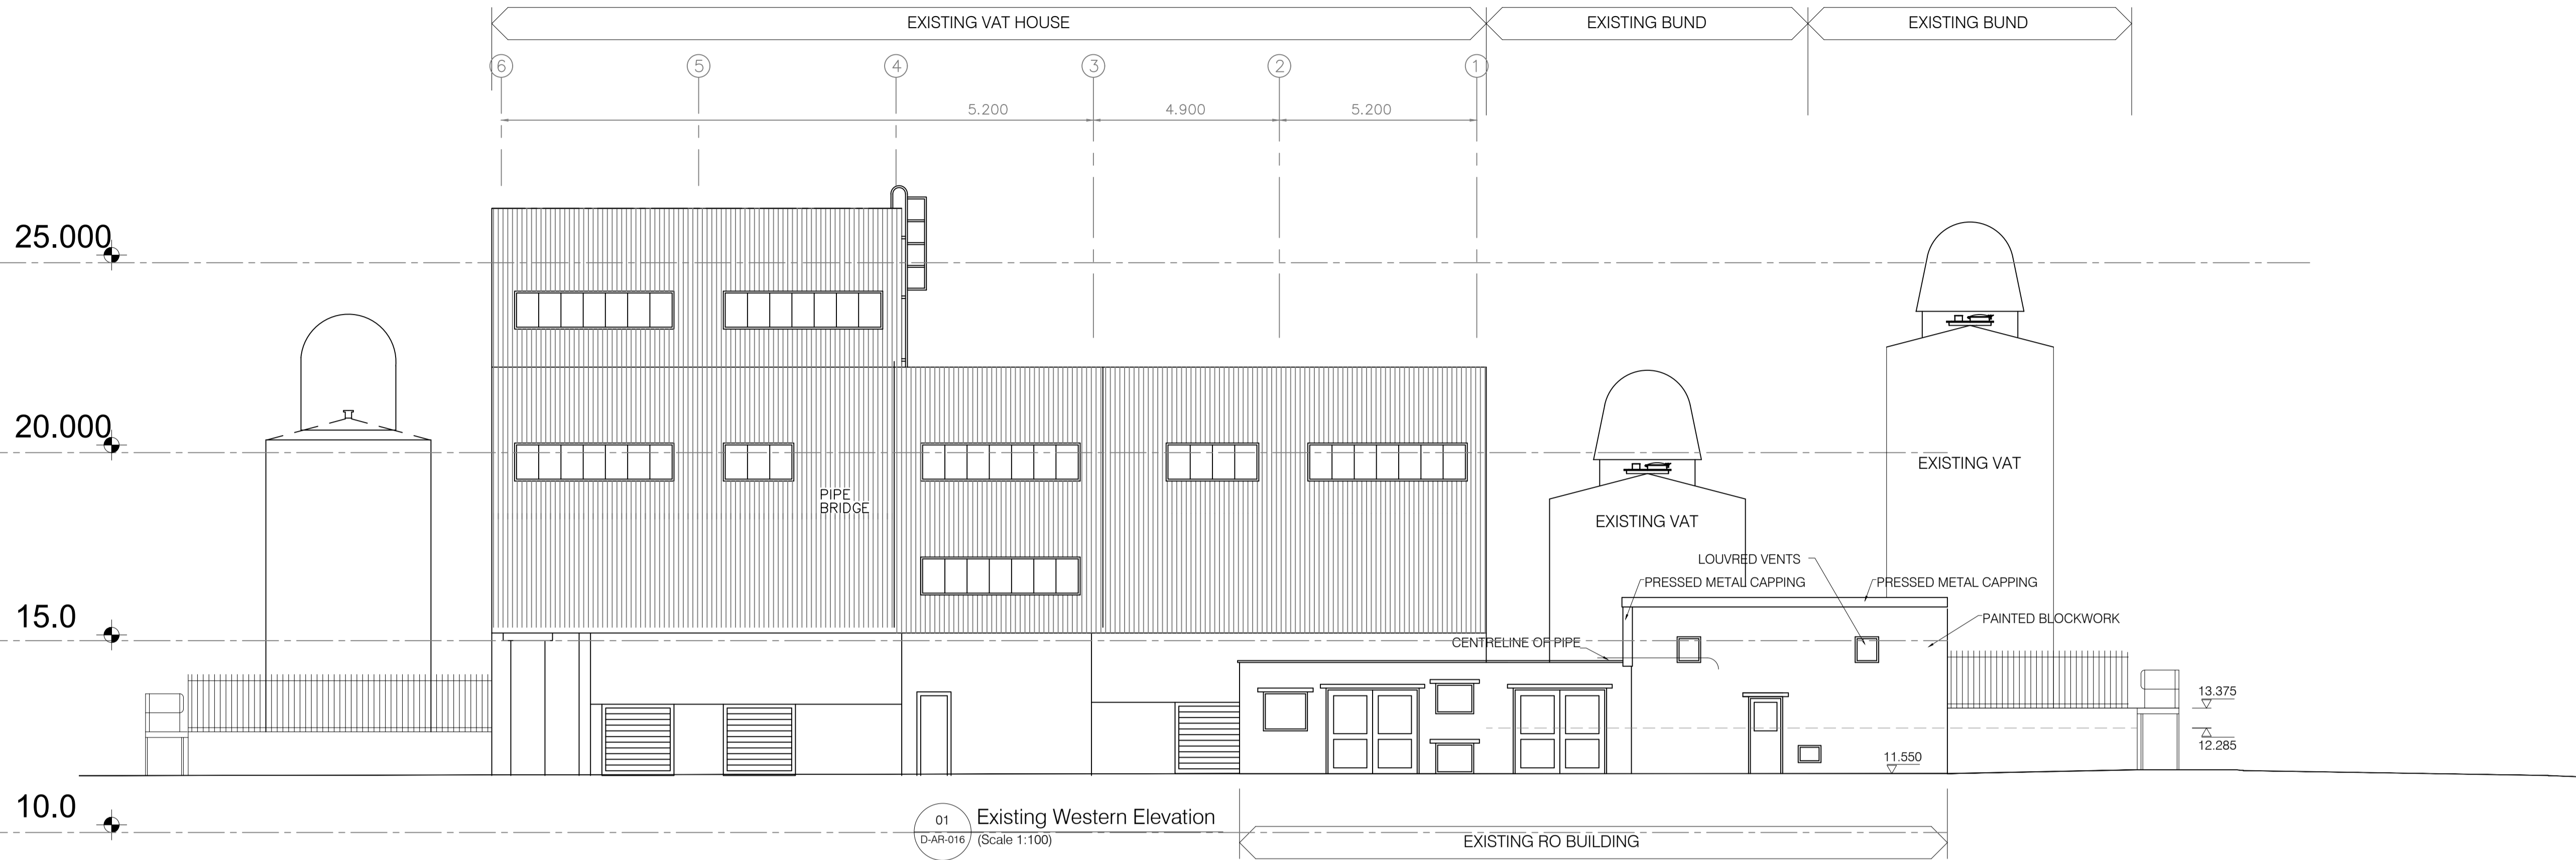 EXISTING VAT HOUSE
EXISTING BUND
EXISTING BUND
6
5
4
3
2
1
5.200
4.900
5.200
25.000
20.000
15.0
10.0
PIPE
BRIDGE
EXISTING VAT
EXISTING VAT
LOUVRED VENTS
PRESSED METAL CAPPING
PRESSED METAL CAPPING
PAINTED BLOCKWORK
CENTRELINE OF PIPE
13.375
12.285
11.550
01
D-AR-016
Existing Western Elevation
(Scale 1:100)
EXISTING RO BUILDING